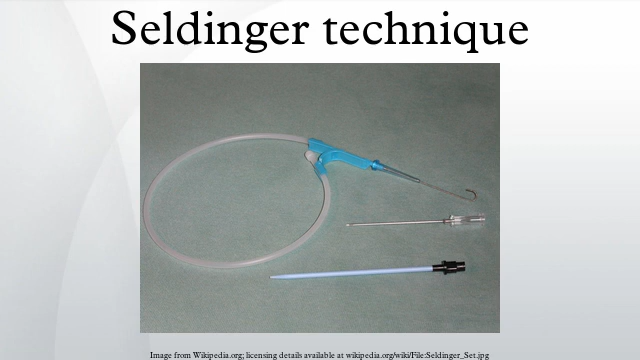 Seldinger technique
Image from Wikipedia.org; licensing details available at wikipedia.org/wiki/File:Seldinger_Set.jpg